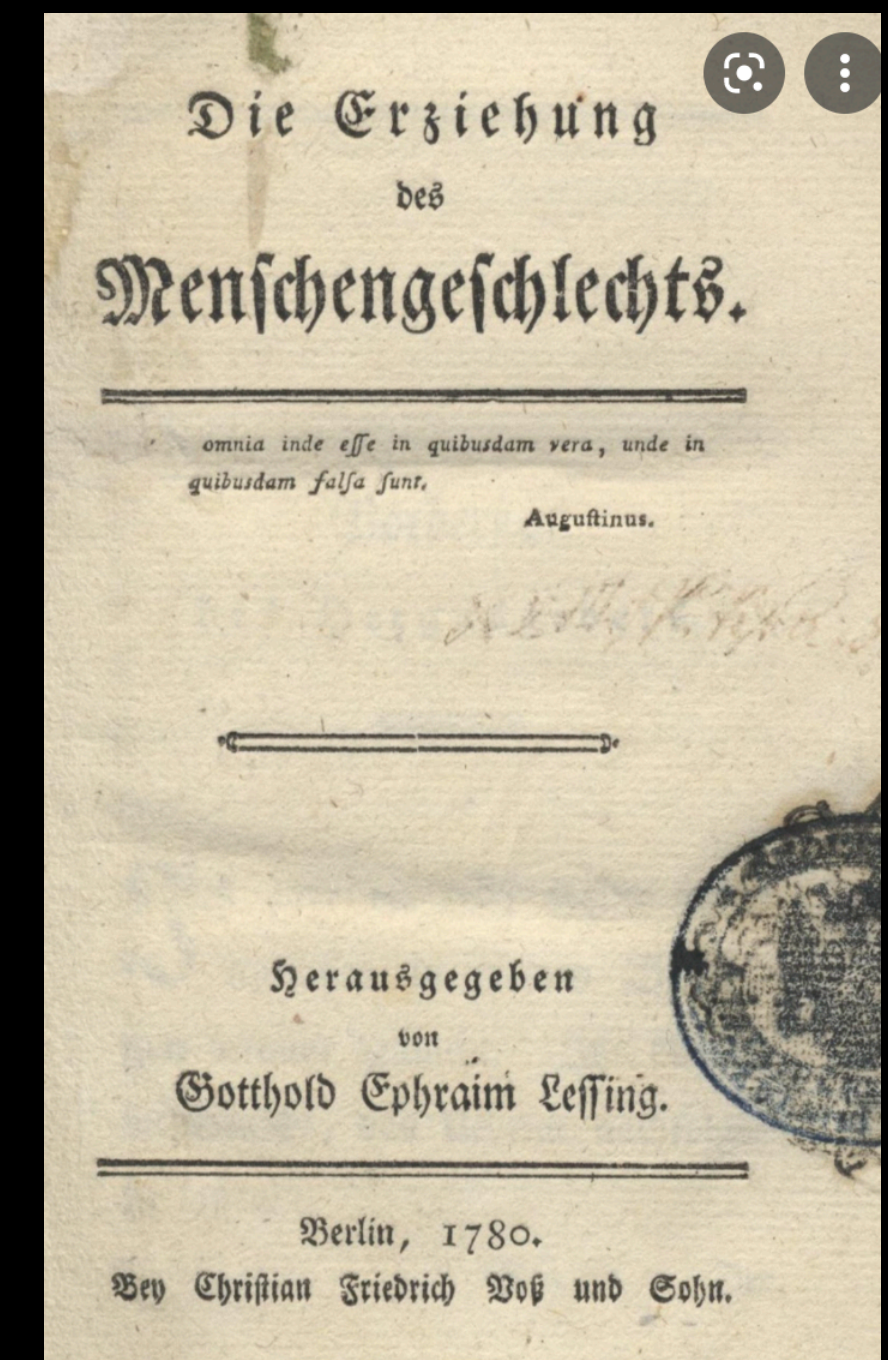 Die Erziehung
des
Menſchengeſchlechts.
omnia inde eſſe in quibusdam vera, unde in
quibusdam falſa ſunt.
Auguſtinus.
Herausgegeben
von
Gotthold Ephraim Leſſing.
Berlin, 1780.
Bey Chriſtian Friedrich Voß und Sohn.